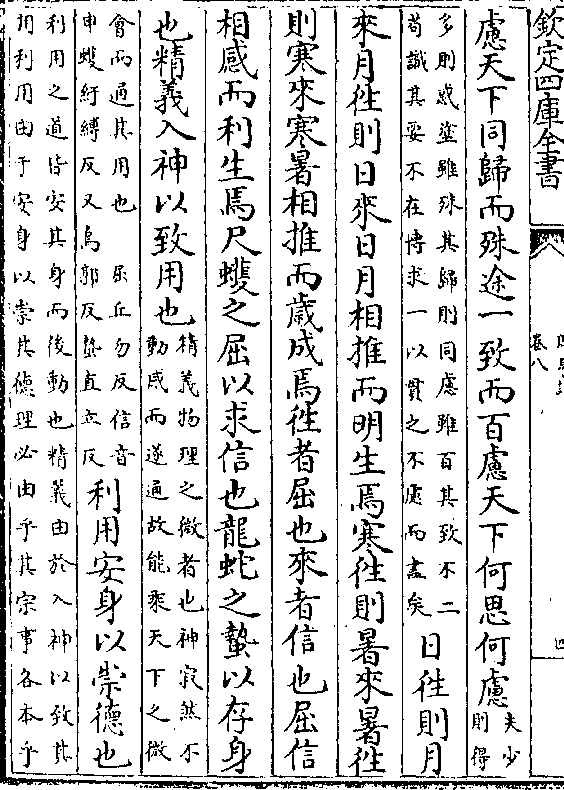 欽定四庫全書
卷八
四
慮天下同歸而殊途一致而百慮天下何思何慮
夫少
則得
多則惑塗雖殊其歸則同慮雖百其致不二
苟識其要不在博求一以貫之不慮而盡矣
日徃則月
來月徃則日來日月相推而明生焉寒徃則暑來暑徃
則寒來寒暑相推而歲成焉徃者屈也來者信也屈信
相感而利生焉尺蠖之屈以求信也龍蛇之蟄以存身
也精義入神以致用也
精義物理之微者也神寂然不
動感而遂通故能乘天下之微
會而通其用也 屈丘勿反信音
申蠖紆縛反又烏郭反蟄直立反
利用安身以崇德也
利用之道皆安其身而後動也精義由於入神以致其
用利用由乎安身以崇其德理必由乎其宗事各本乎